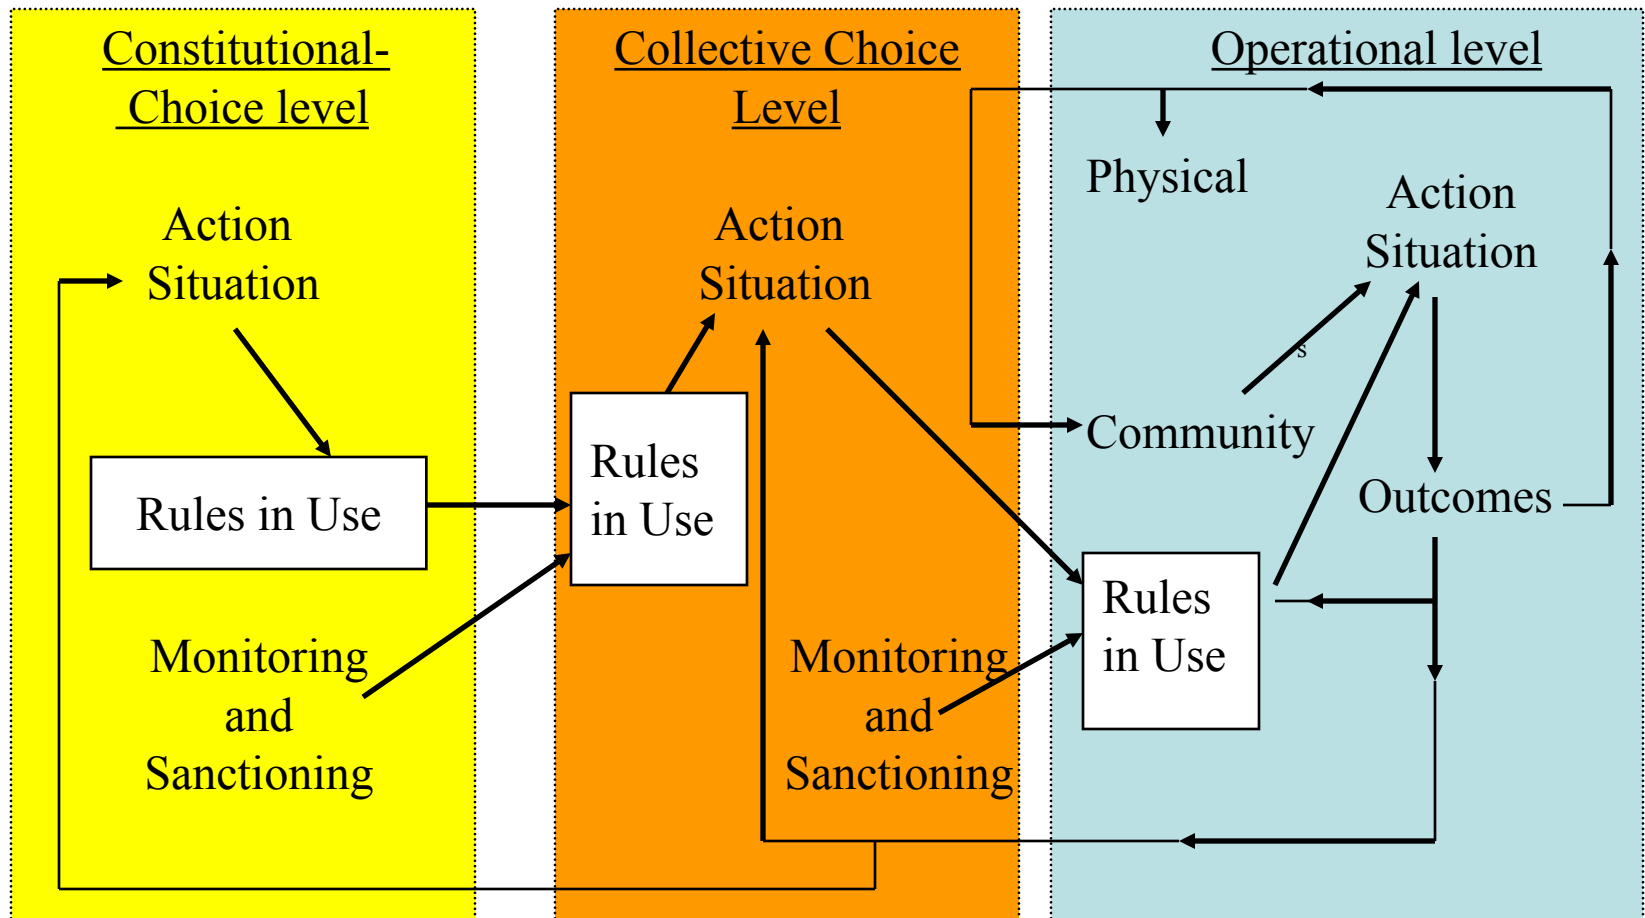 Constitutional-
Choice level
Action
Situation
Rules in Use
Monitoring
and
Sanctioning
Collective Choice
Level
Action
Situation
Rules
in Use
Monitoring
and
Sanctioning
Operational level
Physical
Action
Situation
s
Community
Outcomes
Rules
in Use